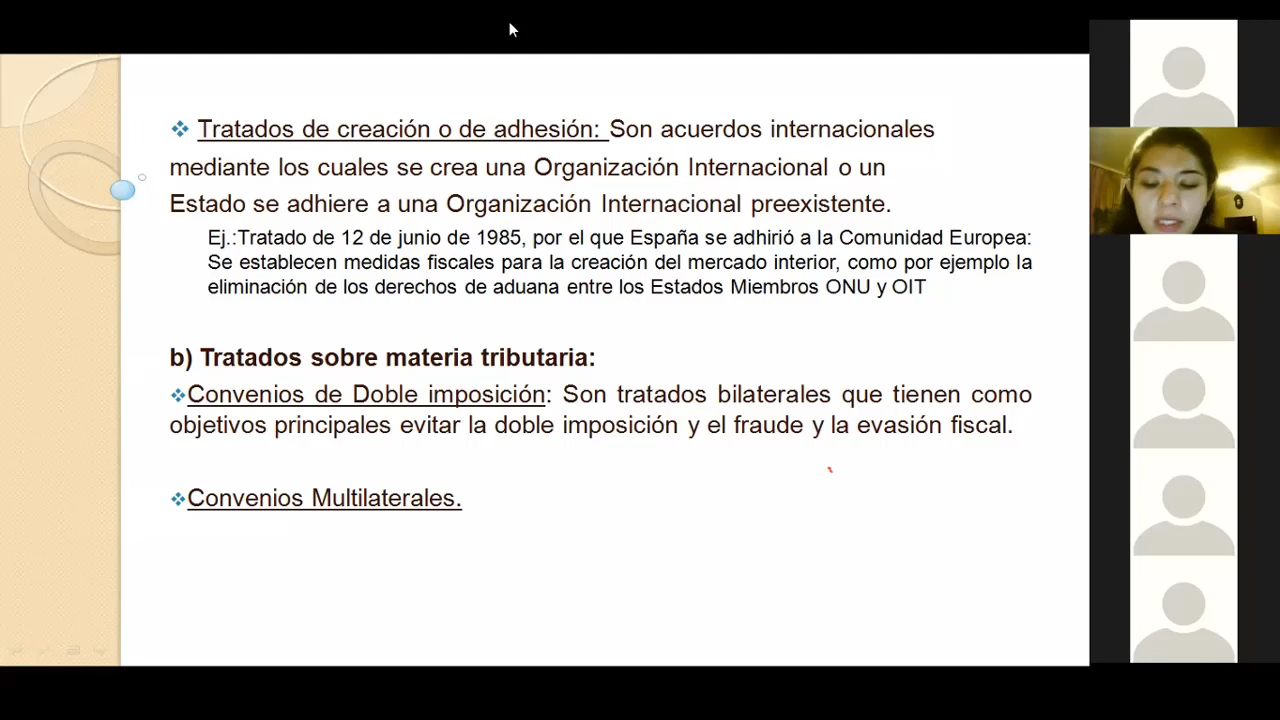 ❖ Tratados de creación o de adhesión: Son acuerdos internacionales
mediante los cuales se crea una Organización Internacional o un
Estado se adhiere a una Organización Internacional preexistente.
Ej.:Tratado de 12 de junio de 1985, por el que España se adhirió a la Comunidad Europea:
Se establecen medidas fiscales para la creación del mercado interior, como por ejemplo la
eliminación de los derechos de aduana entre los Estados Miembros ONU y OIT
b) Tratados sobre materia tributaria:
❖Convenios de Doble imposición: Son tratados bilaterales que tienen como
objetivos principales evitar la doble imposición y el fraude y la evasión fiscal.
❖Convenios Multilaterales.